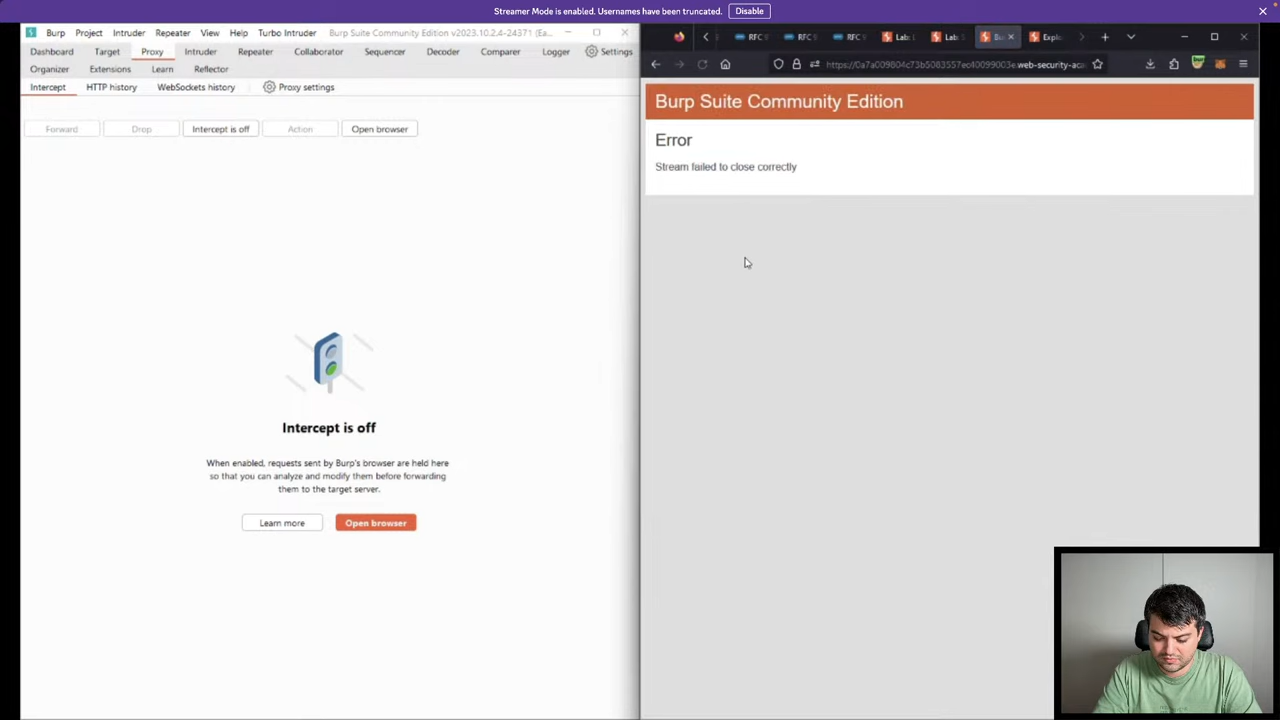 Streamer Mode is enabled. Usernames have been truncated. Disable
Burp Project Intruder Repeater View Help Turbo Intruder Burp Suite Community Edition v2023.10.2.4-24371 (Ea...
Dashboard Target Proxy Intruder Repeater Collaborator Sequencer Decoder Comparer Logger Settings
Organizer Extensions Learn Reflector
Intercept HTTP history WebSockets history Proxy settings
Forward Drop Intercept is off Action Open browser
Intercept is off
When enabled, requests sent by Burp's browser are held here
so that you can analyze and modify them before forwarding
them to the target server.
Learn more Open browser
RFC RFC RFC Lab: Lab Bu Explo
Burp Suite Community Edition
Error
Stream failed to close correctly